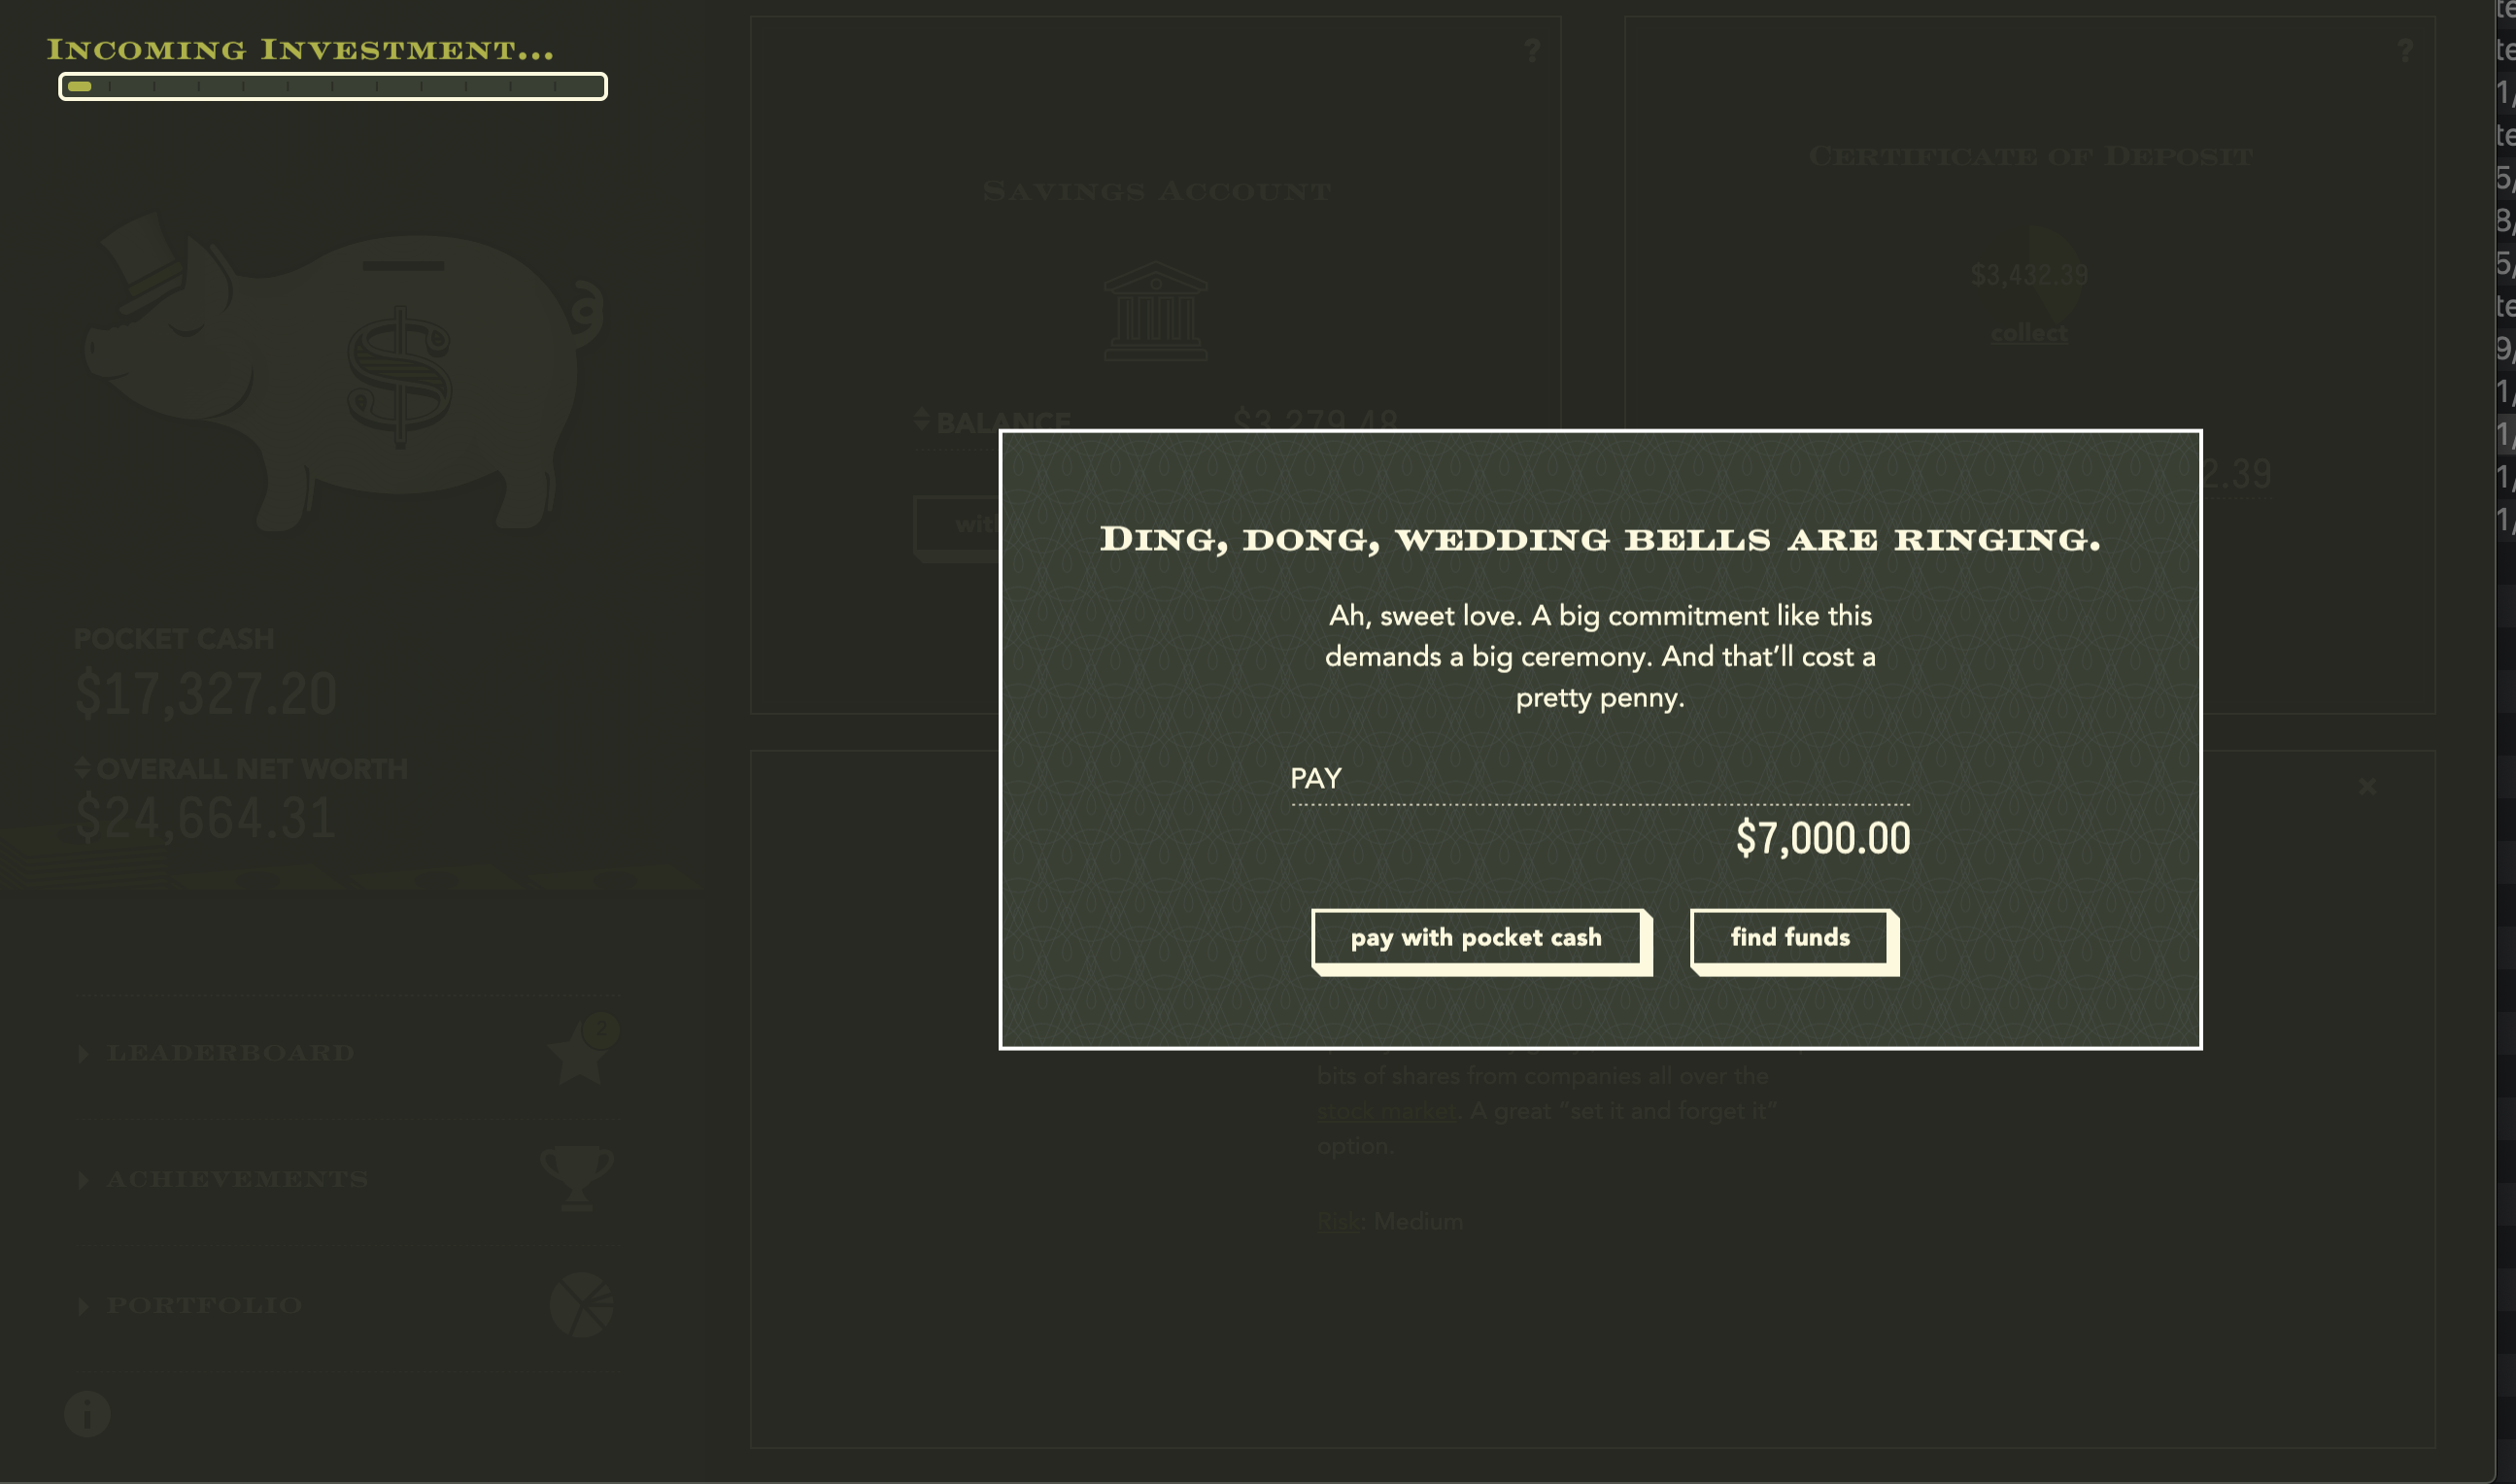 Incoming Investment...
?
?
Savings Account
Certificate of Deposit
$3,432.39
collect
BALANCE $3,279.48
2.39
POCKET CASH
$17,327.20
OVERALL NET WORTH
$24,664.31
Ding, dong, wedding bells are ringing.
Ah, sweet love. A big commitment like this
demands a big ceremony. And that’ll cost a
pretty penny.
PAY
$7,000.00
pay with pocket cash
find funds
bits of shares from companies all over the
stock market. A great “set it and forget it”
option.
Risk: Medium
LEADERBOARD
2
ACHIEVEMENTS
PORTFOLIO